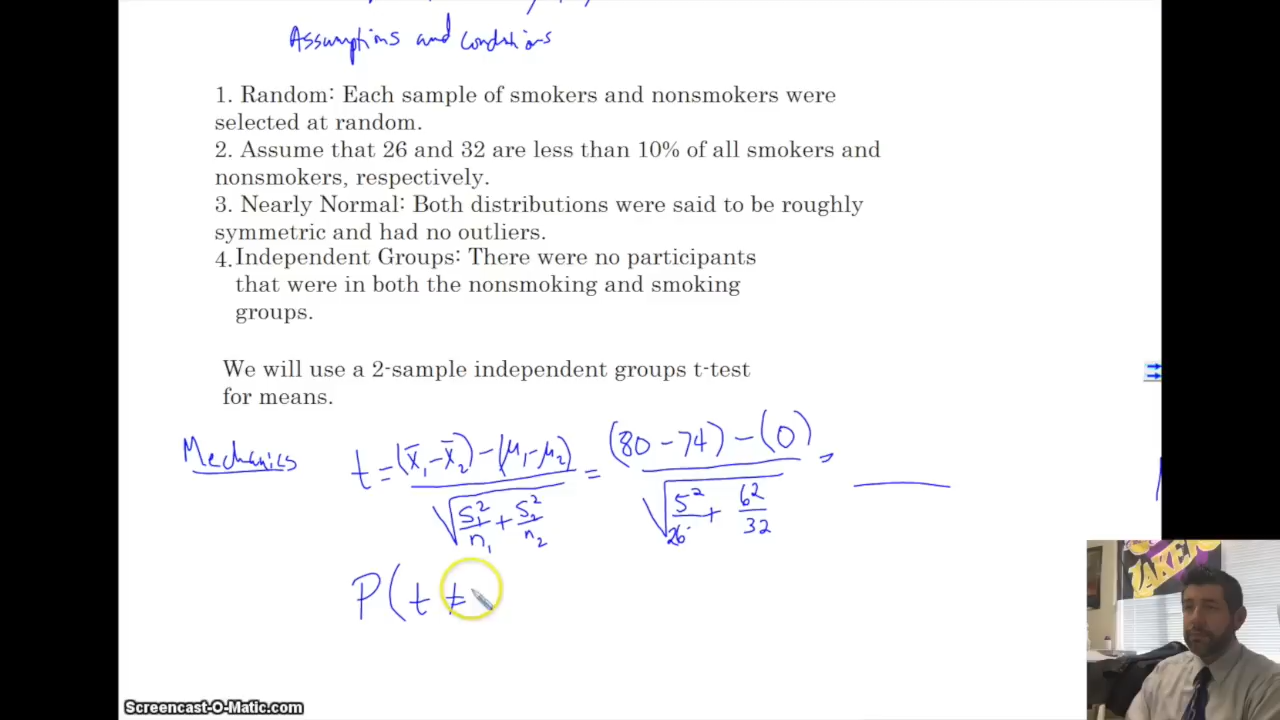 Assumptions and conditions
1. Random: Each sample of smokers and nonsmokers were
selected at random.
2. Assume that 26 and 32 are less than 10% of all smokers and
nonsmokers, respectively.
3. Nearly Normal: Both distributions were said to be roughly
symmetric and had no outliers.
4. Independent Groups: There were no participants
that were in both the nonsmoking and smoking
groups.
We will use a 2-sample independent groups t-test
for means.
Mechanics t = ((x̄₁ − x̄₂) − (μ₁ − μ₂)) / √(S₁²/n₁ + S₂²/n₂) = ((80 − 74) − (0)) / √(5²/26 + 6²/32) =
P(t ≠
LAKERS
Screencast-O-Matic.com